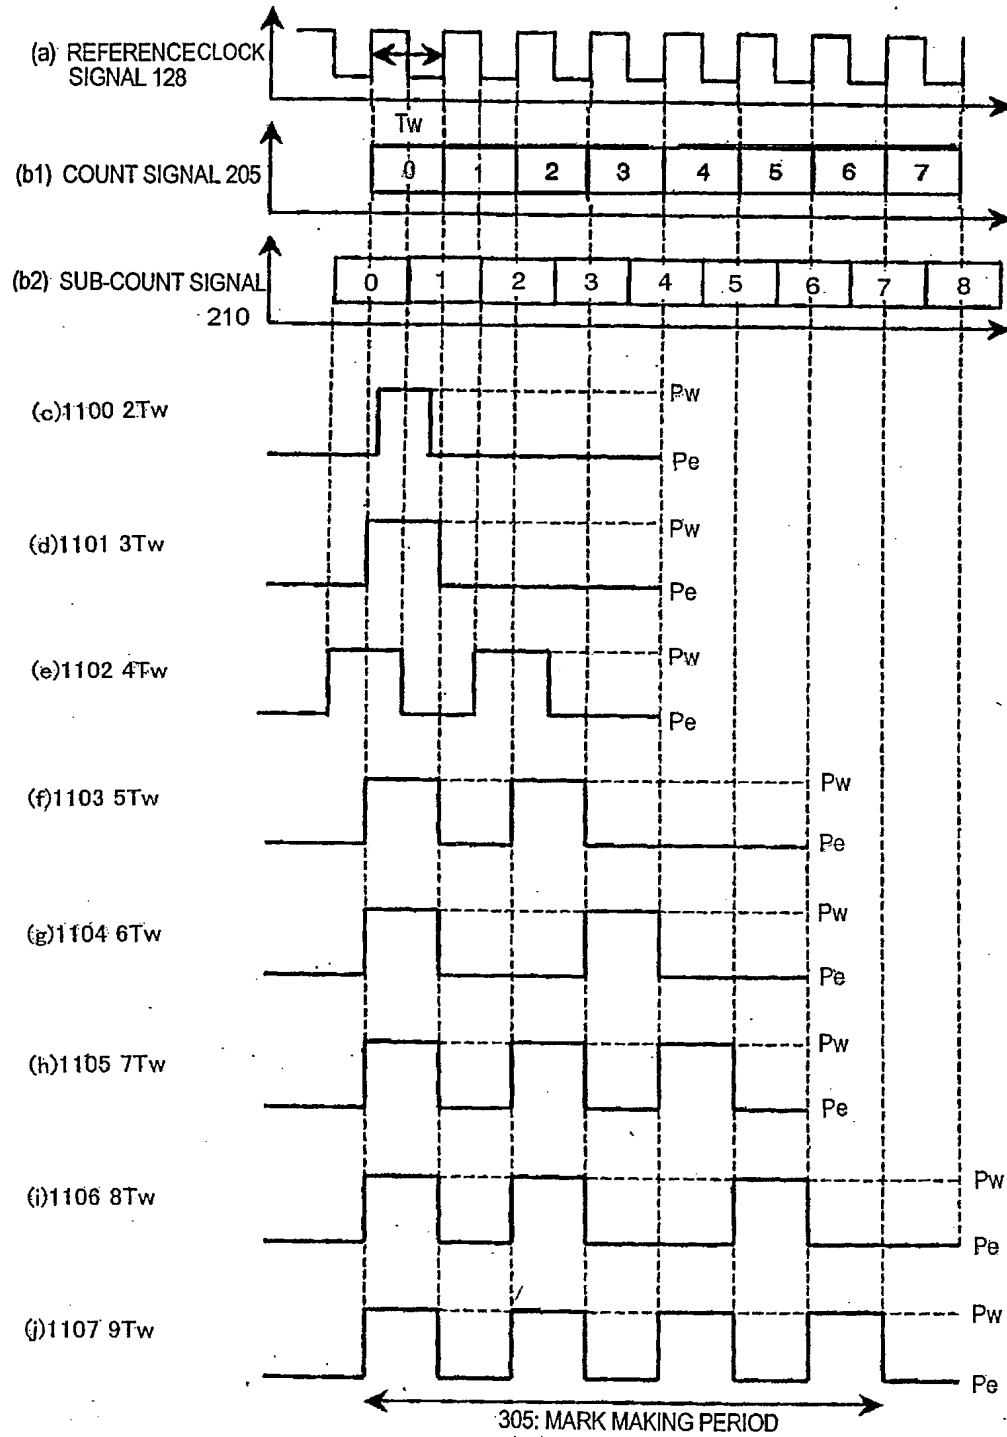 (a) REFERENCECLOCK
SIGNAL 128
Tw
(b1) COUNT SIGNAL 205
0 1 2 3 4 5 6 7
(b2) SUB-COUNT SIGNAL
210
0 1 2 3 4 5 6 7 8
(c)1100 2Tw
Pw
Pe
(d)1101 3Tw
Pw
Pe
(e)1102 4Tw
Pw
Pe
(f)1103 5Tw
Pw
Pe
(g)1104 6Tw
Pw
Pe
(h)1105 7Tw
Pw
Pe
(i)1106 8Tw
Pw
Pe
(j)1107 9Tw
Pw
Pe
305: MARK MAKING PERIOD